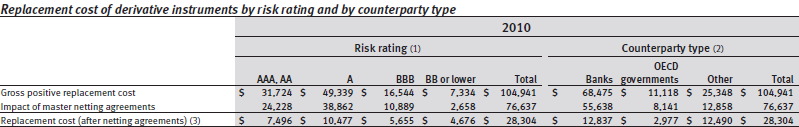 Replacement cost of derivative instruments by risk rating and by counterparty type
2010
Risk rating (1) Counterparty type (2)
OECD
AAA, AA A BBB BB or lower Total Banks governments Other Total
Gross positive replacement cost $ 31,724 $ 49,339 $ 16,544 $ 7,334 $ 104,941 $ 68,475 $ 11,118 $ 25,348 $ 104,941
Impact of master netting agreements 24,228 38,862 10,889 2,658 76,637 55,638 8,141 12,858 76,637
Replacement cost (after netting agreements) (3) $ 7,496 $ 10,477 $ 5,655 $ 4,676 $ 28,304 $ 12,837 $ 2,977 $ 12,490 $ 28,304